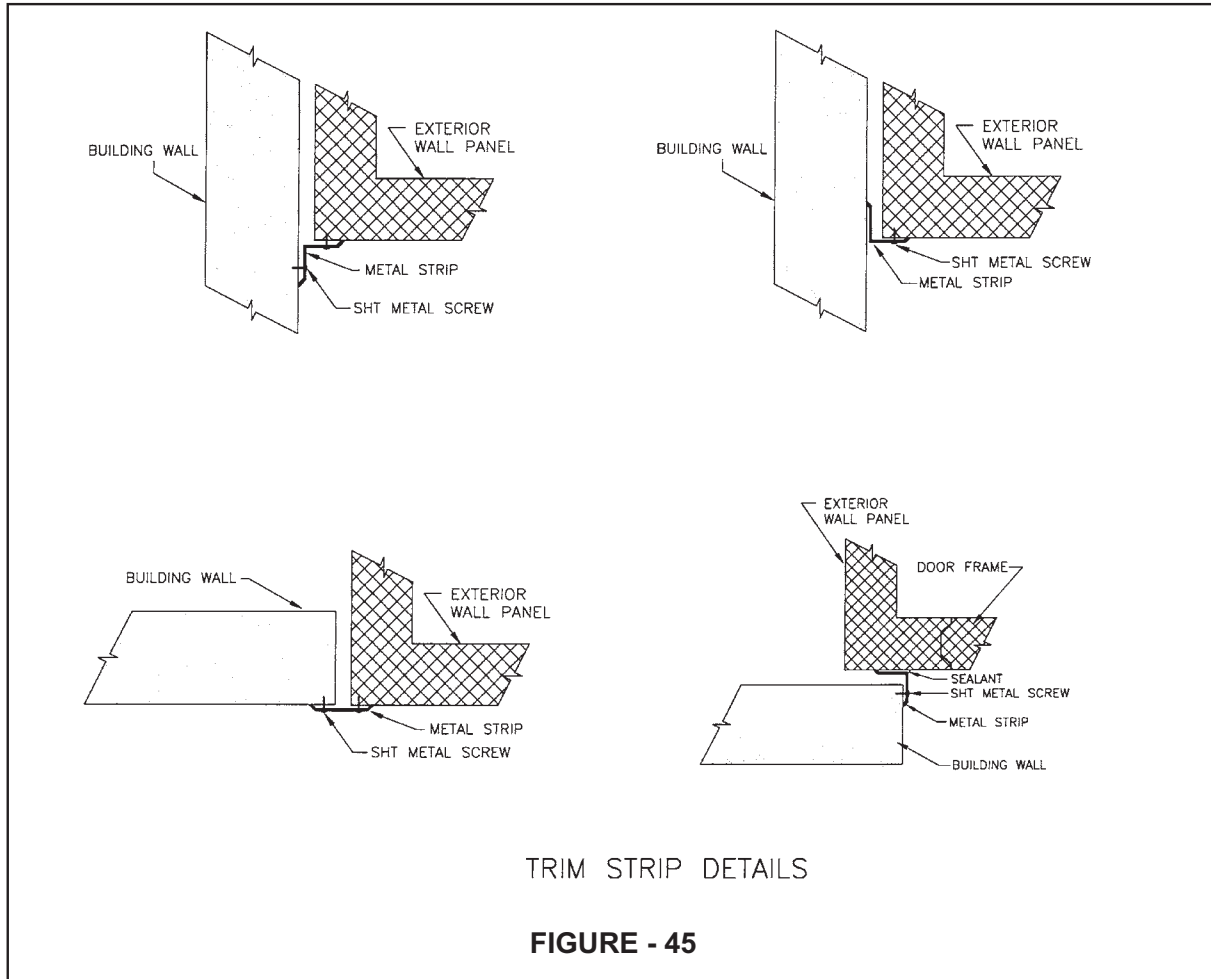 BUILDING WALL
EXTERIOR
WALL PANEL
METAL STRIP
SHT METAL SCREW
BUILDING WALL
EXTERIOR
WALL PANEL
SHT METAL SCREW
METAL STRIP
BUILDING WALL
EXTERIOR
WALL PANEL
METAL STRIP
SHT METAL SCREW
EXTERIOR
WALL PANEL
DOOR FRAME
SEALANT
SHT METAL SCREW
METAL STRIP
BUILDING WALL
TRIM STRIP DETAILS
FIGURE - 45